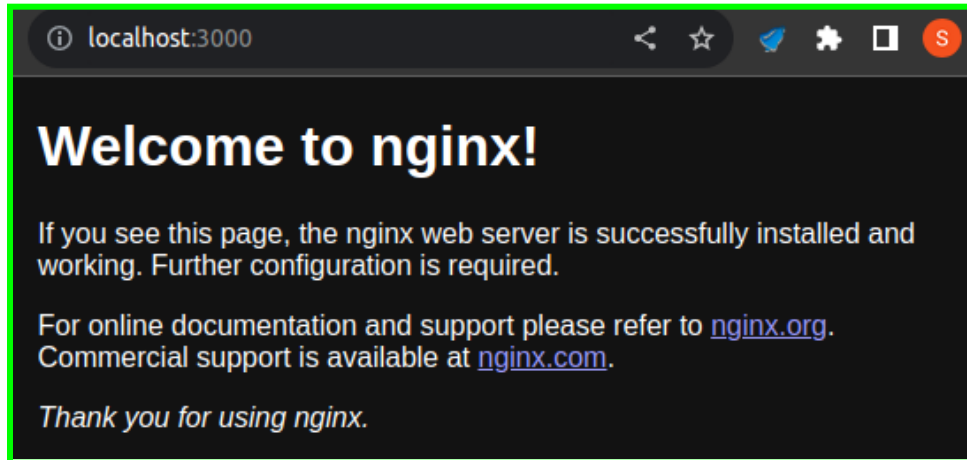 localhost:3000
S
Welcome to nginx!
If you see this page, the nginx web server is successfully installed and
working. Further configuration is required.
For online documentation and support please refer to nginx.org.
Commercial support is available at nginx.com.
Thank you for using nginx.